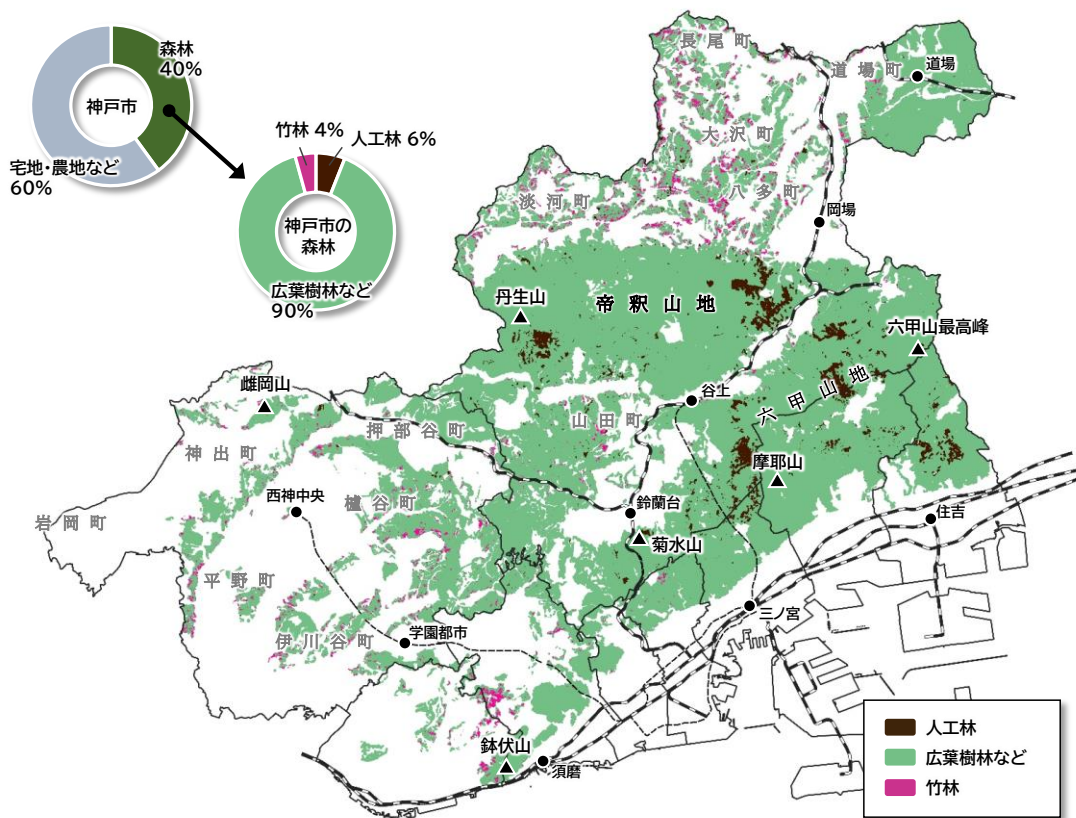 神戸市
森林
40%
宅地・農地など
60%
竹林 4%
人工林 6%
神戸市の
森林
広葉樹林など
90%
長尾町
道場町
道場
大沢町
八多町
淡河町
岡場
丹生山
帝釈山地
六甲山最高峰
六甲山地
谷上
雌岡山
押部谷町
山田町
神出町
摩耶山
西神中央
櫨谷町
鈴蘭台
住吉
岩岡町
菊水山
平野町
三ノ宮
伊川谷町
学園都市
鉢伏山
須磨
人工林
広葉樹林など
竹林